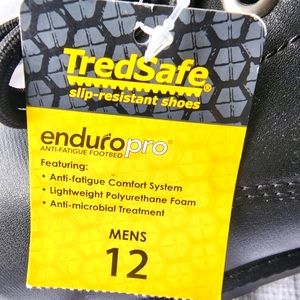 TredSafe®
slip-resistant shoes
enduropro®
ANTI-FATIGUE FOOTBED
Featuring:
• Anti-fatigue Comfort System
• Lightweight Polyurethane Foam
• Anti-microbial Treatment
MENS
12